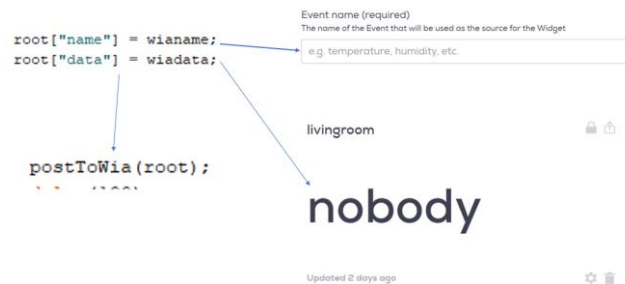 root["name"] = wianame;
root["data"] = wiadata;
postToWia(root);
Event name (required)
The name of the Event that will be used as the source for the Widget
e.g. temperature, humidity, etc.
livingroom
nobody
Updated 2 days ago